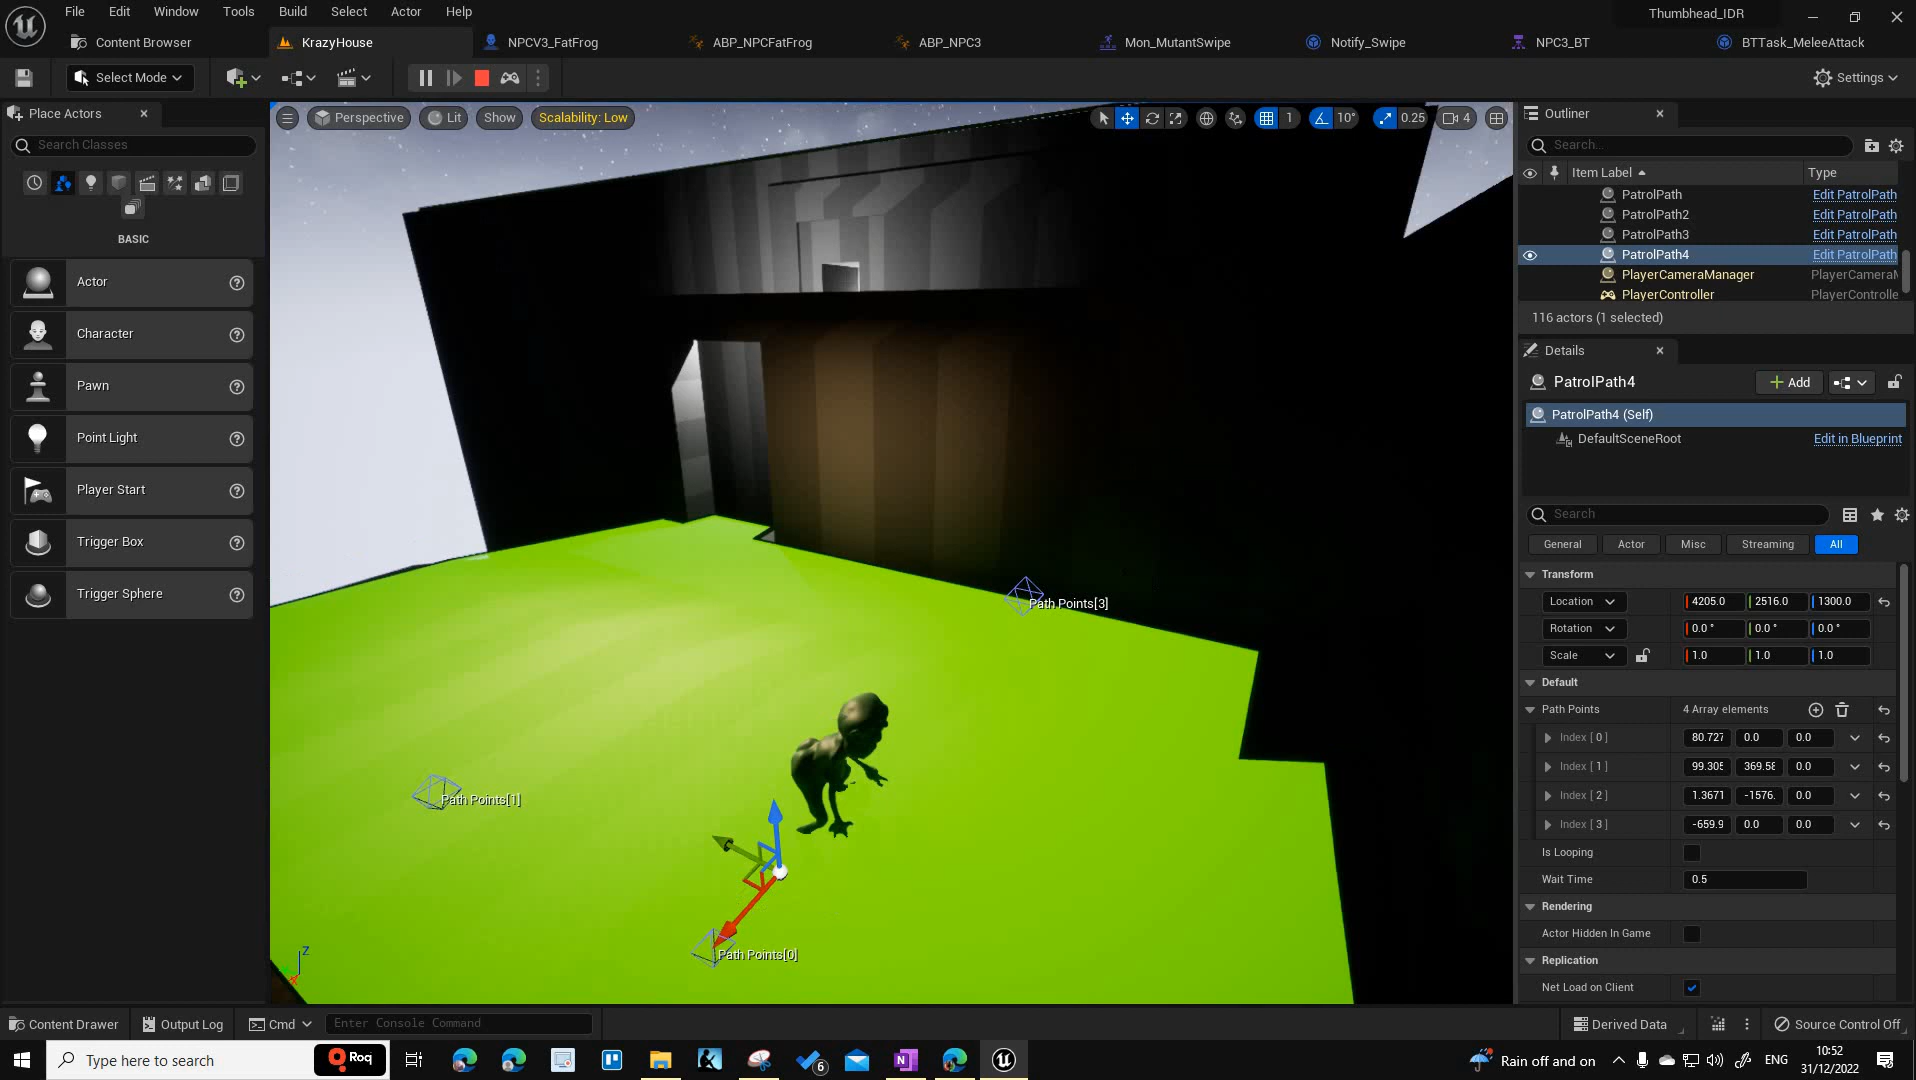 File Edit Window Tools Build Select Actor Help
Thumbhead_IDR
Content Browser
KrazyHouse
NPCV3_FatFrog
ABP_NPCFatFrog
ABP_NPC3
Mon_MutantSwipe
Notify_Swipe
NPC3_BT
BTTask_MeleeAttack
Select Mode
Settings
Place Actors
Search Classes
BASIC
Actor
Character
Pawn
Point Light
Player Start
Trigger Box
Trigger Sphere
Perspective
Lit
Show
Scalability: Low
1
10°
0.25
4
Path Points[3]
Path Points[1]
Path Points[0]
Z
Outliner
Search...
Item Label
Type
PatrolPath Edit PatrolPath
PatrolPath2 Edit PatrolPath
PatrolPath3 Edit PatrolPath
PatrolPath4 Edit PatrolPath
PlayerCameraManager PlayerCameraM
PlayerController PlayerControlle
116 actors (1 selected)
Details
PatrolPath4
Add
PatrolPath4 (Self)
DefaultSceneRoot Edit in Blueprint
Search
General Actor Misc Streaming All
Transform
Location 4205.0 2516.0 1300.0
Rotation 0.0 ° 0.0 ° 0.0 °
Scale 1.0 1.0 1.0
Default
Path Points 4 Array elements
Index [ 0 ] 80.727 0.0 0.0
Index [ 1 ] 99.305 369.58 0.0
Index [ 2 ] 1.3671 -1576. 0.0
Index [ 3 ] -659.9 0.0 0.0
Is Looping
Wait Time 0.5
Rendering
Actor Hidden In Game
Replication
Net Load on Client
Content Drawer
Output Log
Cmd
Enter Console Command
Derived Data
Source Control Off
Type here to search
Roq
6
Rain off and on
ENG
10:52
31/12/2022